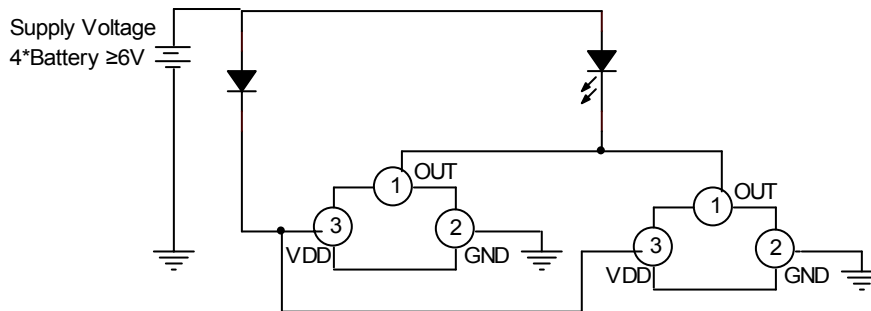 Supply Voltage
4*Battery ≥6V
1
OUT
3
2
VDD
GND
1
OUT
3
2
VDD
GND